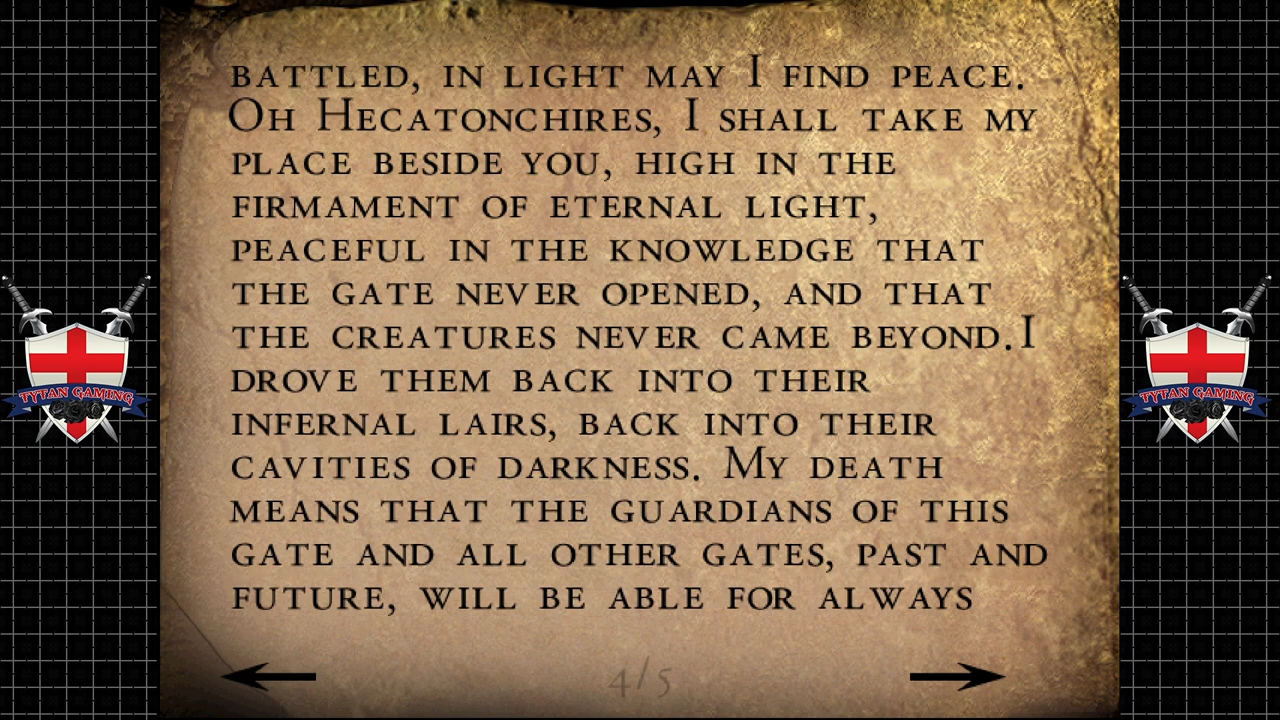 BATTLED, IN LIGHT MAY I FIND PEACE.
OH HECATONCHIRES, I SHALL TAKE MY
PLACE BESIDE YOU, HIGH IN THE
FIRMAMENT OF ETERNAL LIGHT,
PEACEFUL IN THE KNOWLEDGE THAT
THE GATE NEVER OPENED, AND THAT
THE CREATURES NEVER CAME BEYOND. I
DROVE THEM BACK INTO THEIR
INFERNAL LAIRS, BACK INTO THEIR
CAVITIES OF DARKNESS. MY DEATH
MEANS THAT THE GUARDIANS OF THIS
GATE AND ALL OTHER GATES, PAST AND
FUTURE, WILL BE ABLE FOR ALWAYS
4/5
TYTAN GAMING
TYTAN GAMING